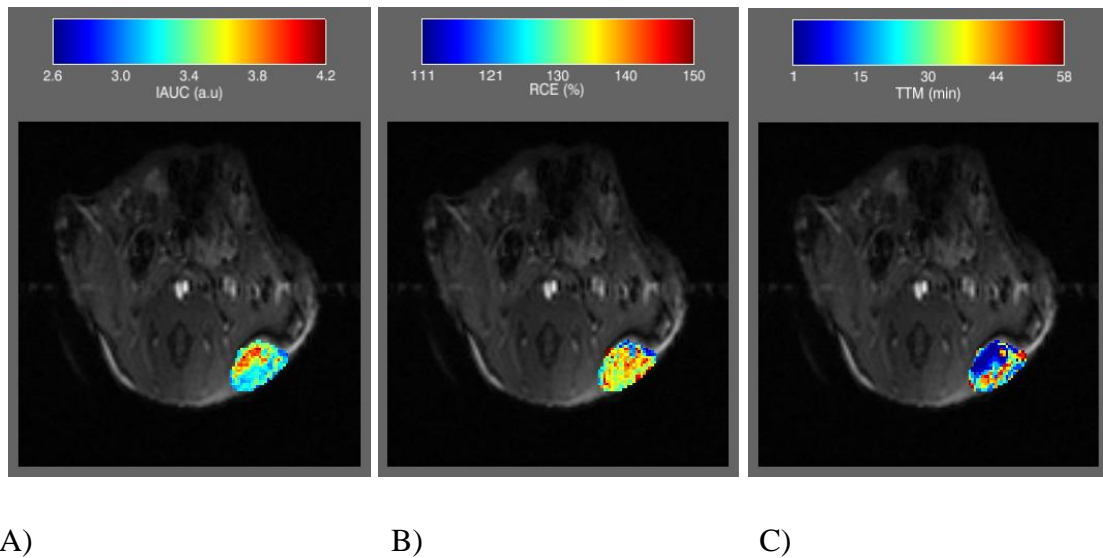 2.6 3.0 3.4 3.8 4.2
IAUC (a.u)
111 121 130 140 150
RCE (%)
1 15 30 44 58
TTM (min)
A) B) C)